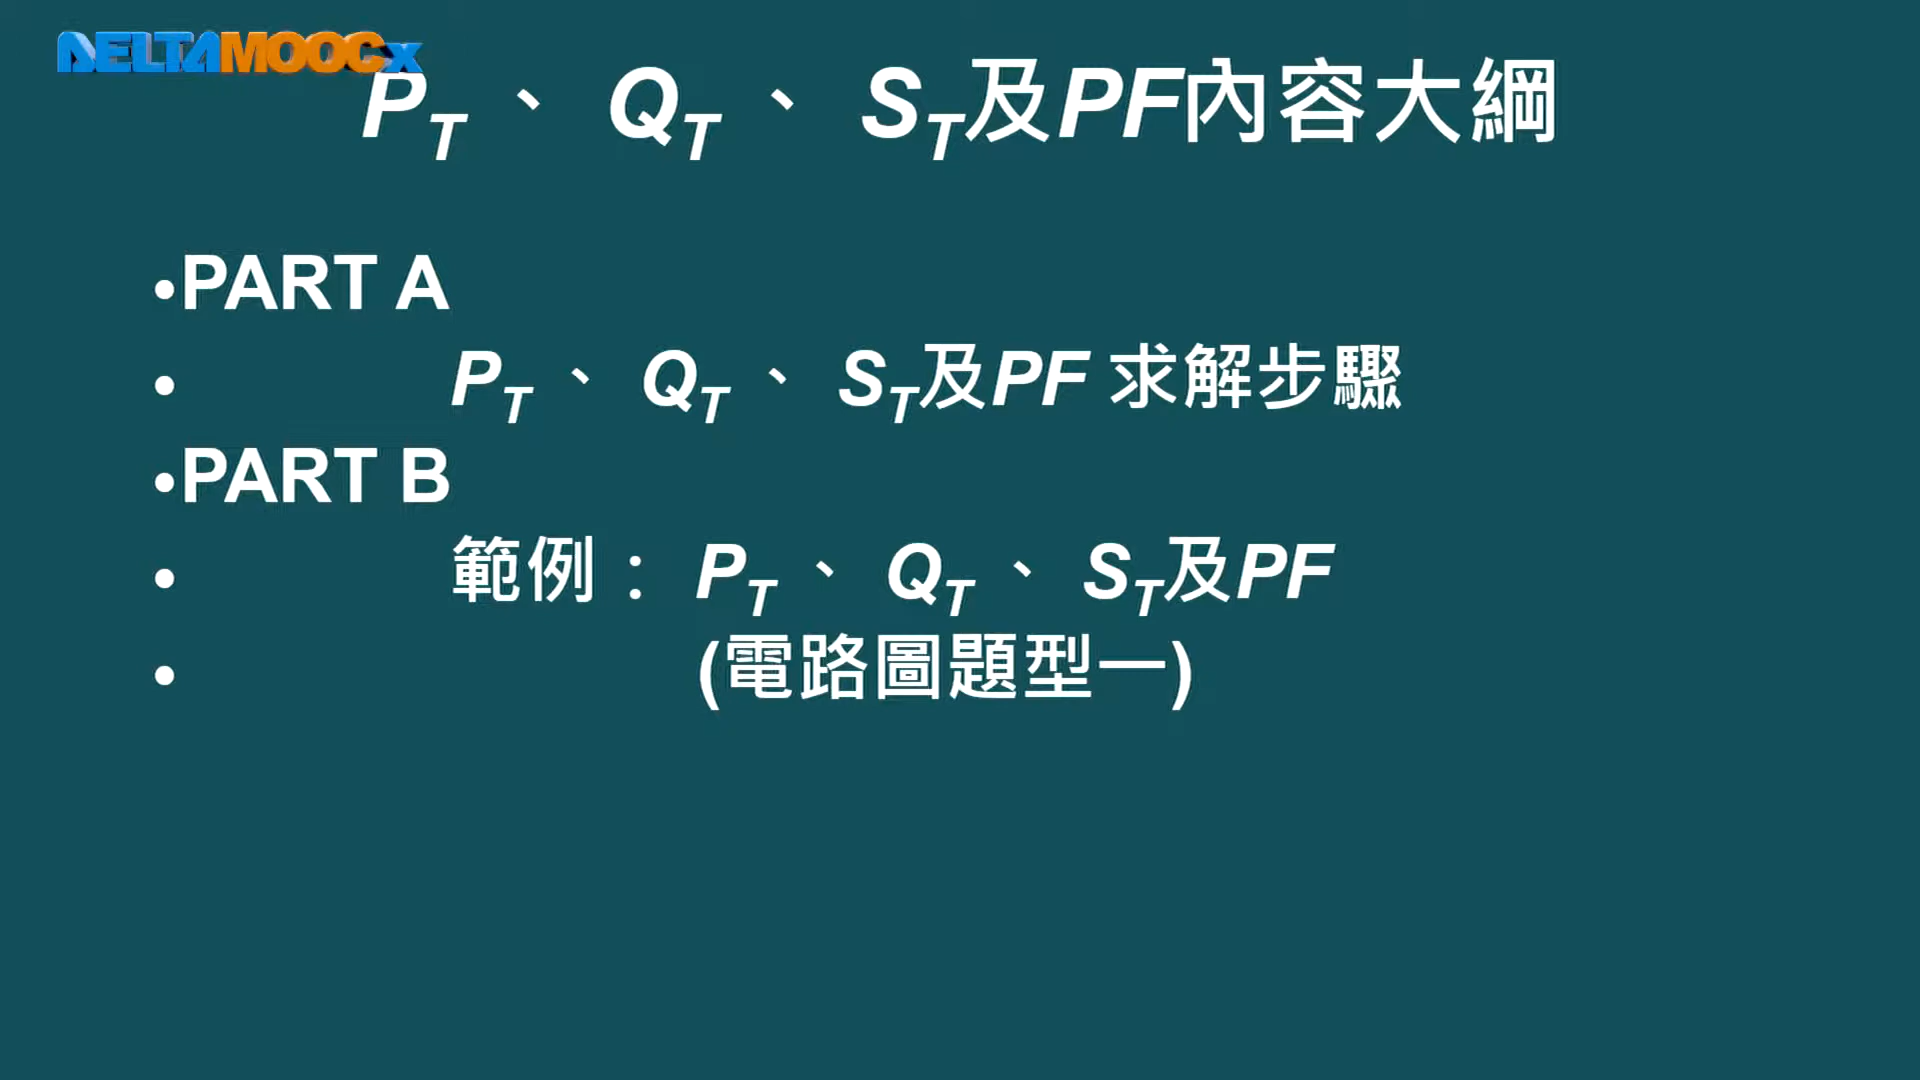 DELTAMOOCx
PT、QT、ST及PF內容大綱
•PART A
• PT、QT、ST及PF 求解步驟
•PART B
• 範例：PT、QT、ST及PF
• (電路圖題型一)